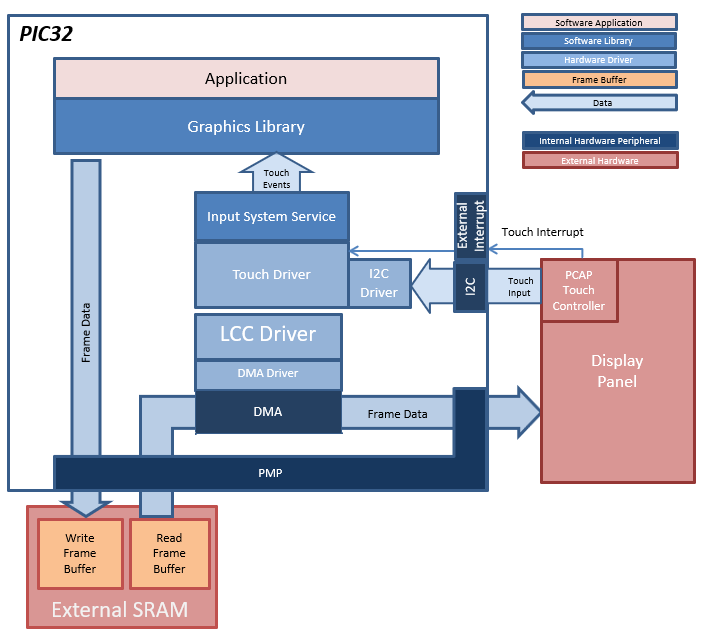 PIC32
Software Application
Software Library
Hardware Driver
Frame Buffer
Data
Internal Hardware Peripheral
External Hardware
Application
Graphics Library
Touch
Events
Input System Service
External
Interrupt
Touch Interrupt
Touch Driver
I2C
Driver
I2C
Touch
Input
PCAP
Touch
Controller
Display
Panel
Frame Data
LCC Driver
DMA Driver
DMA
Frame Data
PMP
Write
Frame
Buffer
Read
Frame
Buffer
External SRAM